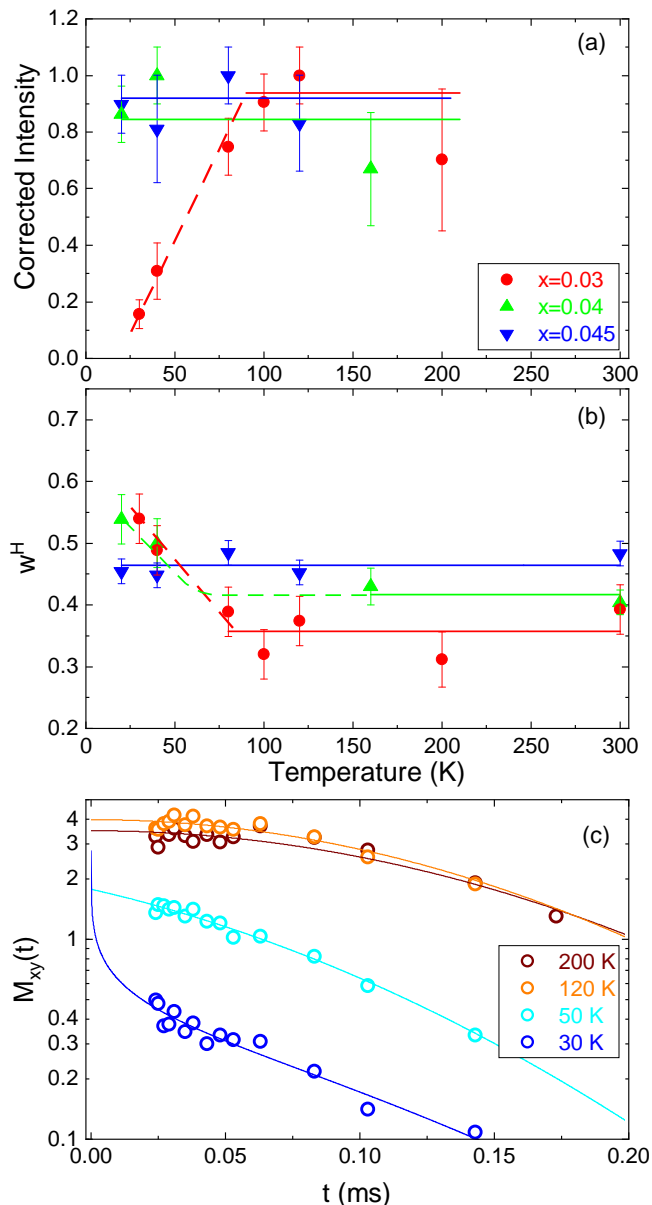 1.2
(a)
1.0
0.8
0.6
0.4
0.2
0.0
Corrected Intensity
x=0.03
x=0.04
x=0.045
0 50 100 150 200 250 300
(b)
0.7
0.6
0.5
0.4
0.3
0.2
w^H
0 50 100 150 200 250 300
Temperature (K)
(c)
4
3
2
1
0.4
0.3
0.2
0.1
M_xy(t)
200 K
120 K
50 K
30 K
0.00 0.05 0.10 0.15 0.20
t (ms)